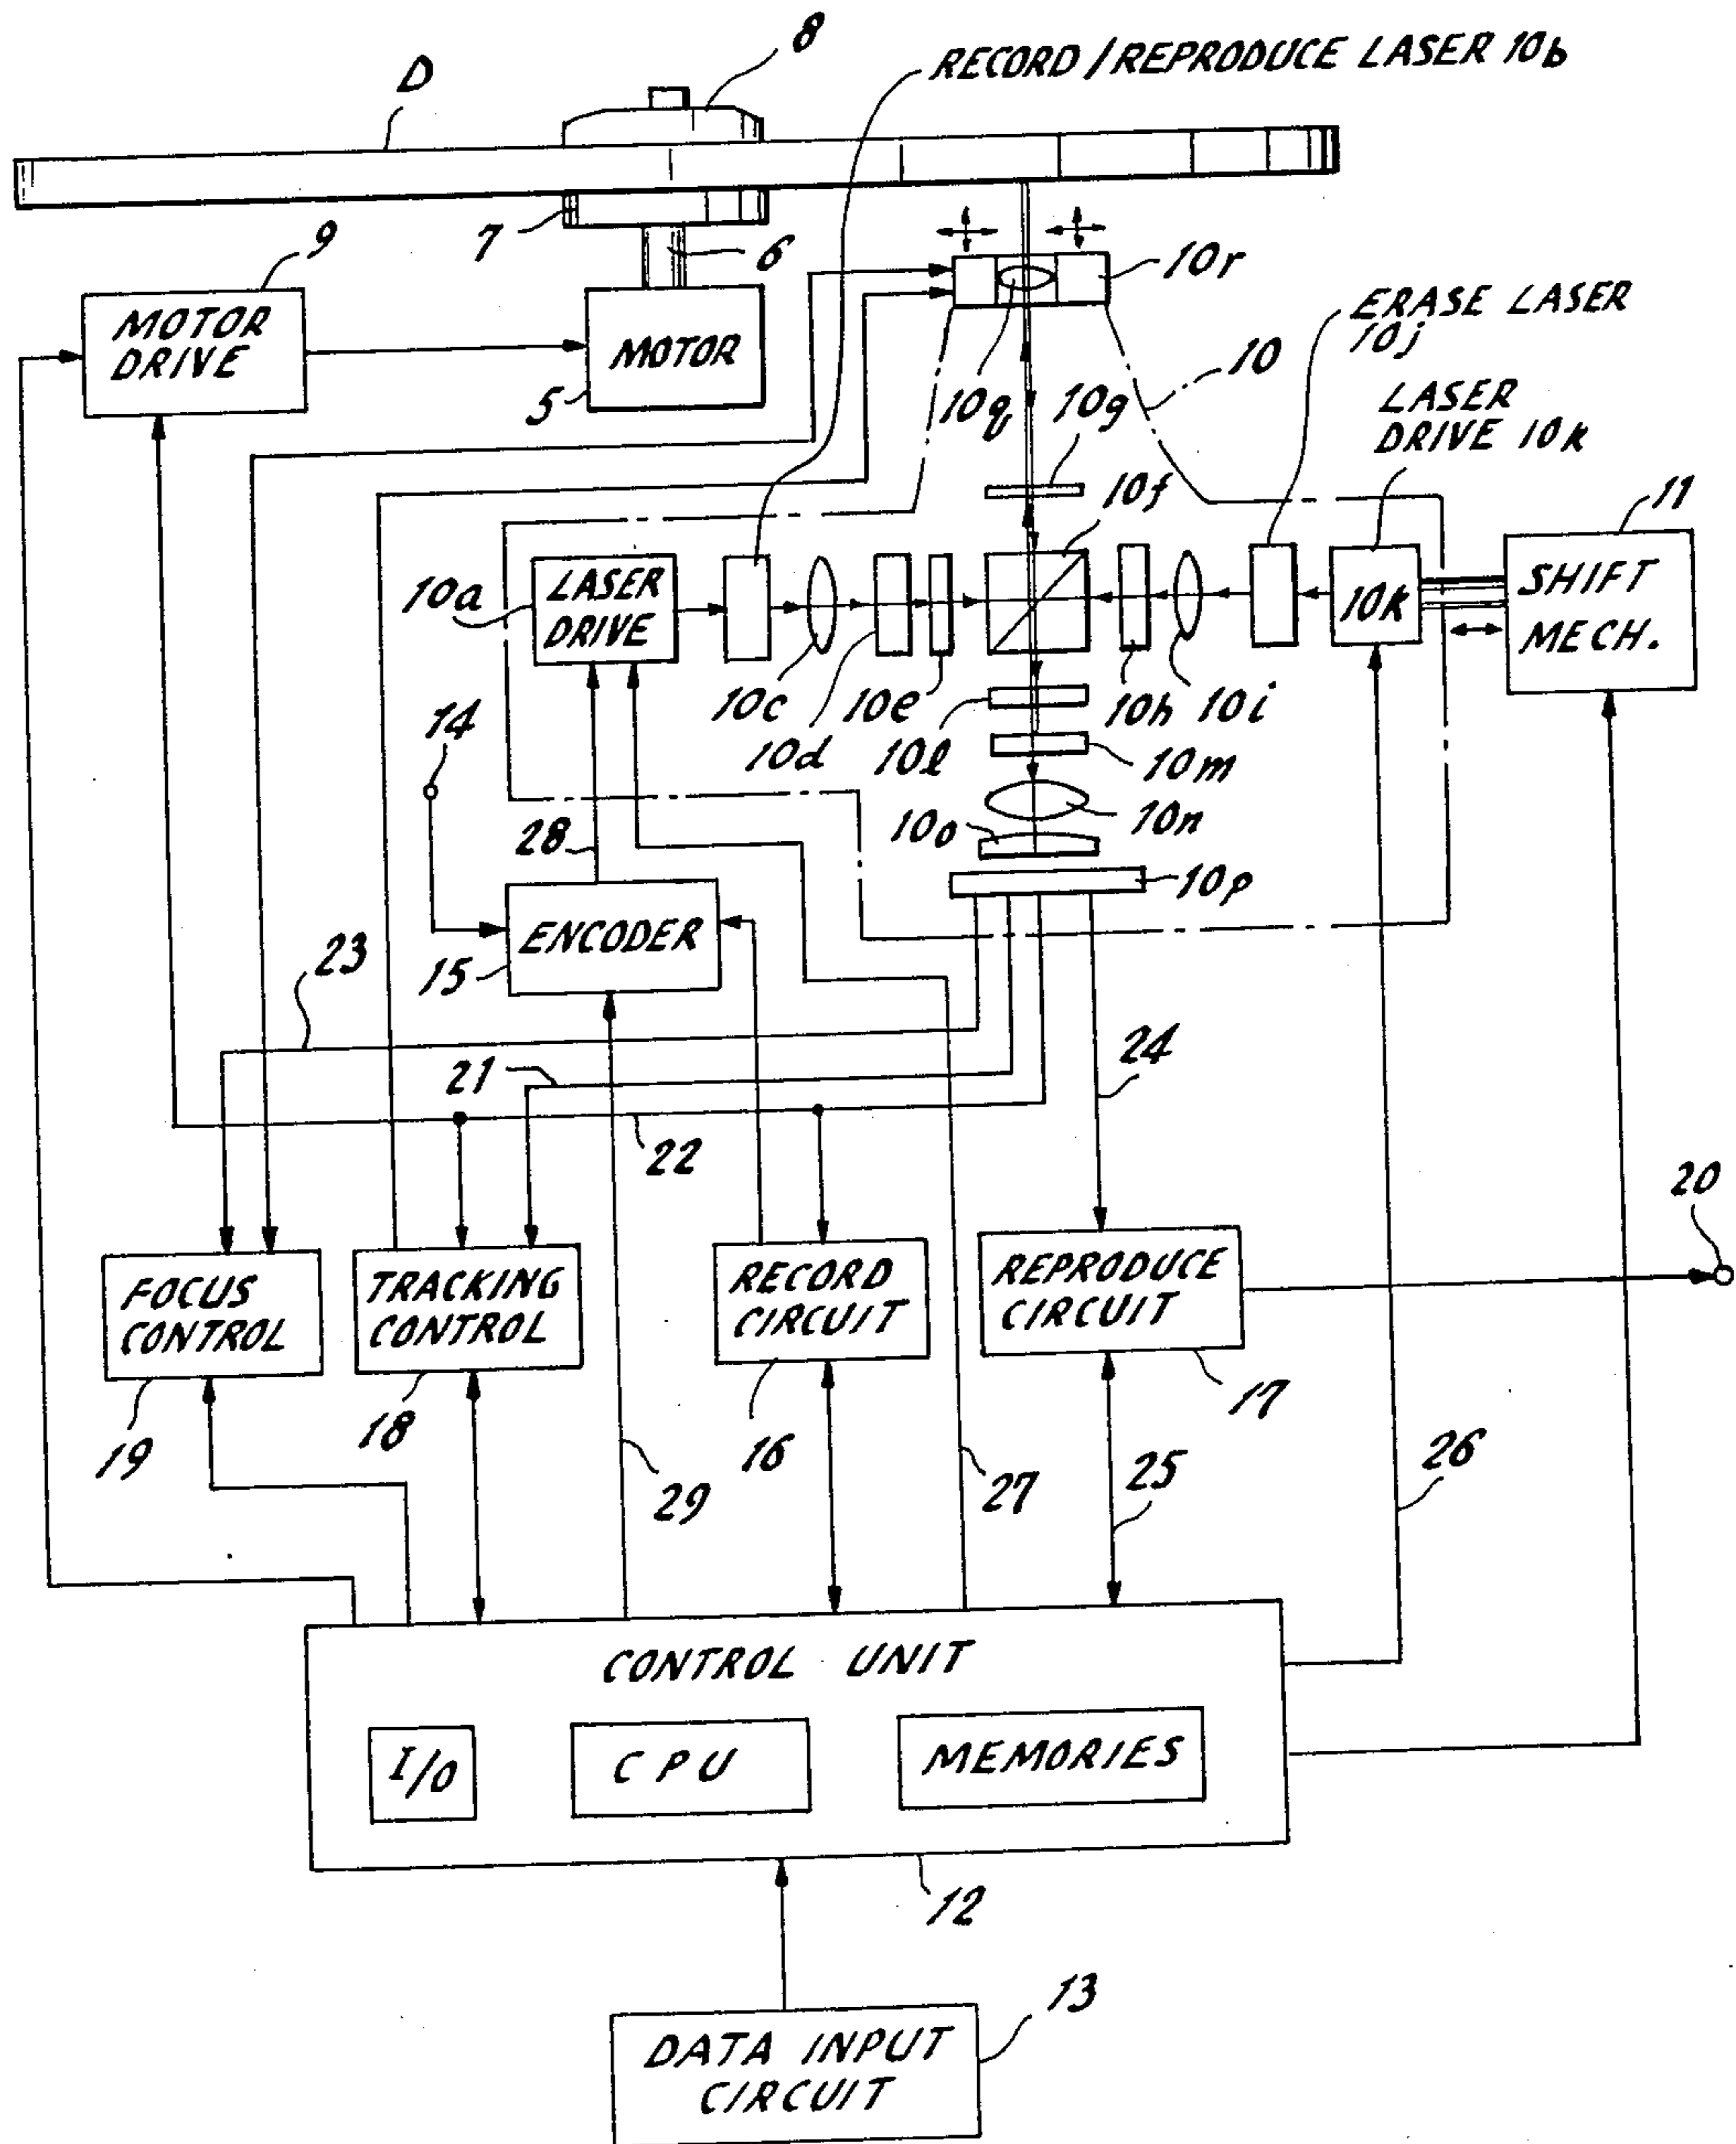 8
RECORD/REPRODUCE LASER 10b
D
7
6
9
MOTOR
DRIVE
MOTOR
5
10r
ERASE LASER
10j
10
10q
10g
LASER
DRIVE 10k
10f
11
10a
LASER
DRIVE
10k
SHIFT
MECH.
10c
10d
10e
10l
10h
10i
14
10m
10n
10o
28
10p
ENCODER
15
23
21
24
22
20
FOCUS
CONTROL
TRACKING
CONTROL
RECORD
CIRCUIT
REPRODUCE
CIRCUIT
19
18
16
17
29
27
25
26
CONTROL UNIT
I/O
CPU
MEMORIES
12
13
DATA INPUT
CIRCUIT